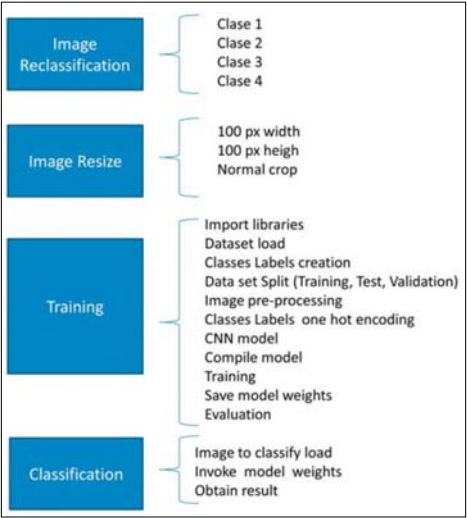 Image
Reclassification
Clase 1
Clase 2
Clase 3
Clase 4
Image Resize
100 px width
100 px heigh
Normal crop
Training
Import libraries
Dataset load
Classes Labels creation
Data set Split (Training, Test, Validation)
Image pre-processing
Classes Labels one hot encoding
CNN model
Compile model
Training
Save model weights
Evaluation
Classification
Image to classify load
Invoke model weights
Obtain result